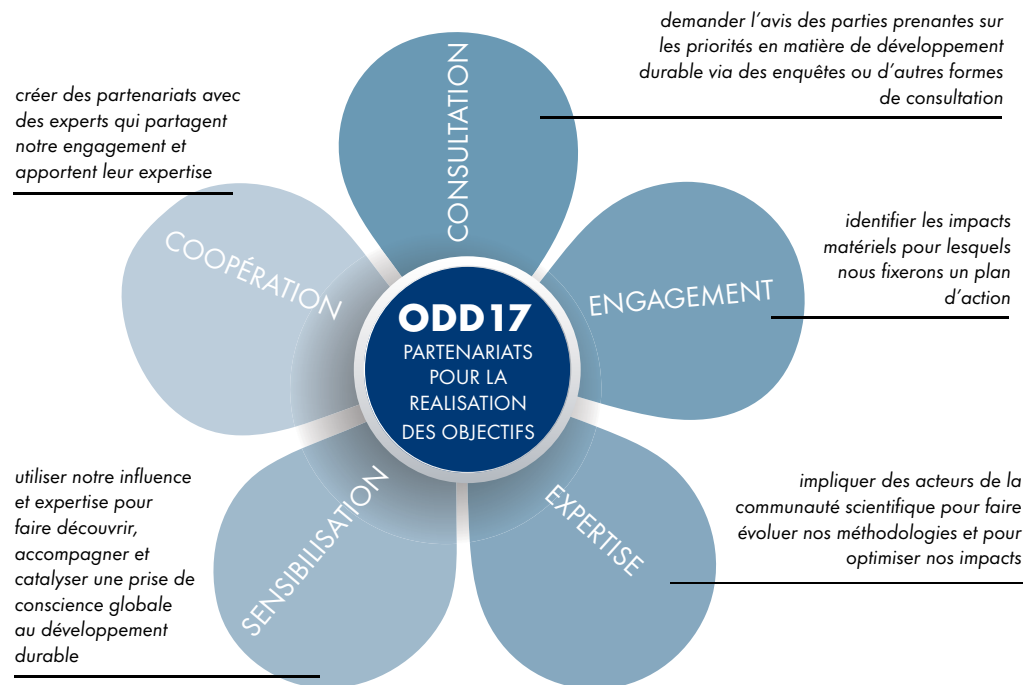 demander l’avis des parties prenantes sur
les priorités en matière de développement
durable via des enquêtes ou d’autres formes
de consultation
créer des partenariats avec
des experts qui partagent
notre engagement et
apportent leur expertise
CONSULTATION
COOPÉRATION
identifier les impacts
matériels pour lesquels
nous fixerons un plan
d’action
ENGAGEMENT
ODD 17
PARTENARIATS
POUR LA
REALISATION
DES OBJECTIFS
utiliser notre influence
et expertise pour
faire découvrir,
accompagner et
catalyser une prise de
conscience globale
au développement
durable
SENSIBILISATION
EXPERTISE
impliquer des acteurs de la
communauté scientifique pour faire
évoluer nos méthodologies et pour
optimiser nos impacts